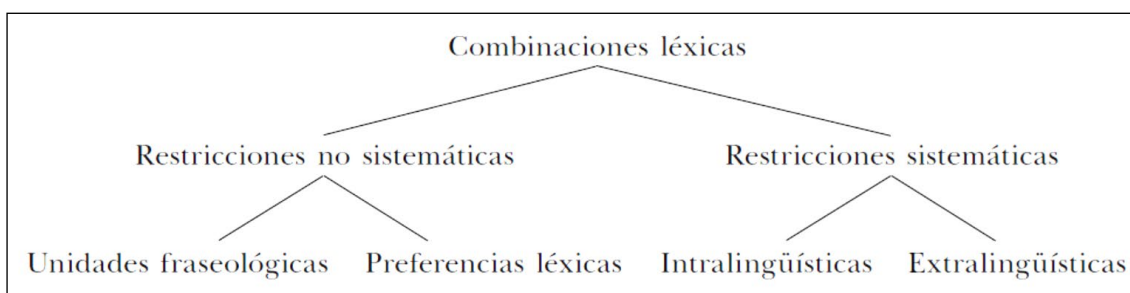 Combinaciones léxicas
Restricciones no sistemáticas Restricciones sistemáticas
Unidades fraseológicas Preferencias léxicas Intralingüísticas Extralingüísticas